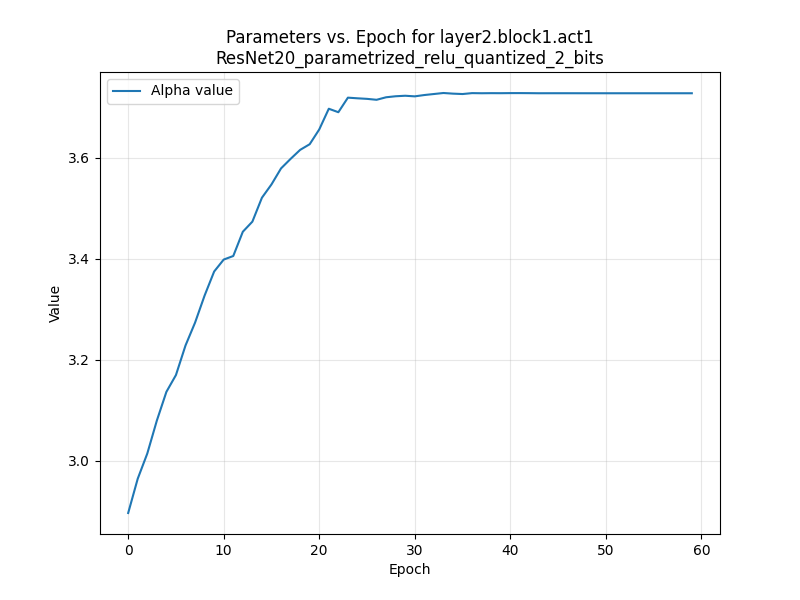 Parameters vs. Epoch for layer2.block1.act1
ResNet20_parametrized_relu_quantized_2_bits
Alpha value
3.6
3.4
3.2
3.0
Value
0 10 20 30 40 50 60
Epoch